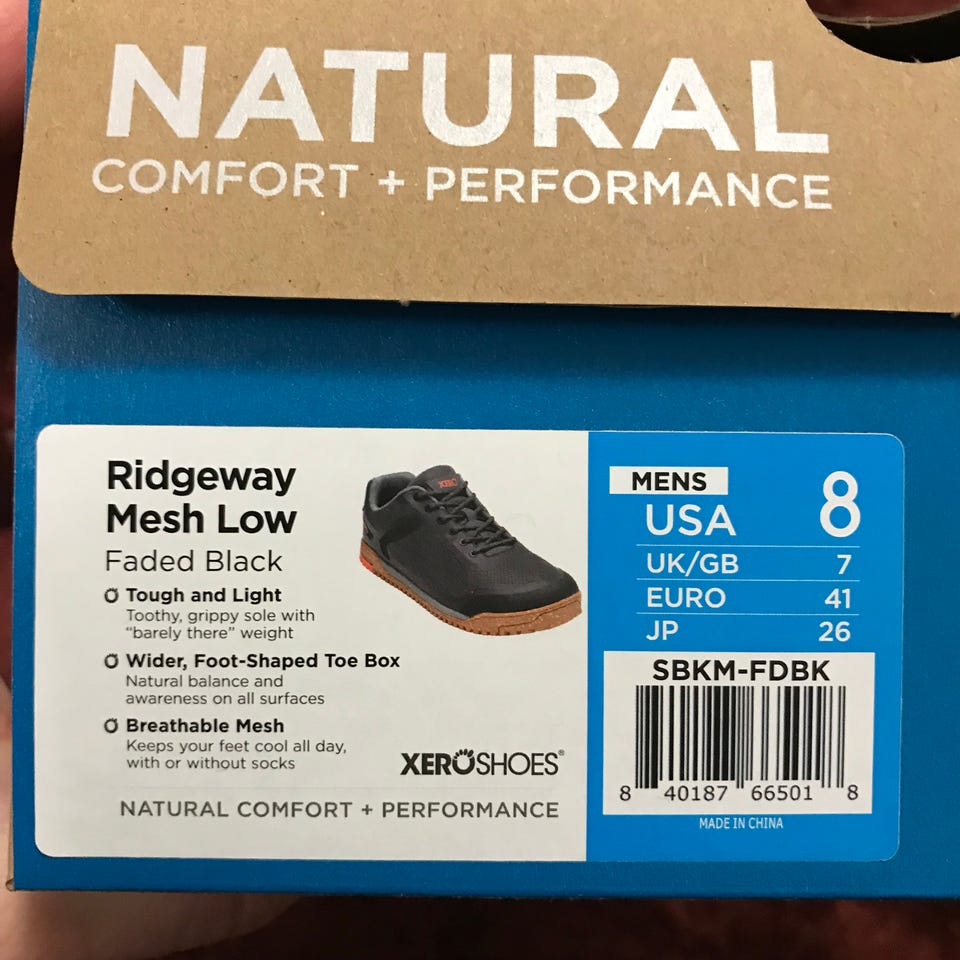 NATURAL
COMFORT + PERFORMANCE
Ridgeway
Mesh Low
Faded Black
Tough and Light
Toothy, grippy sole with
“barely there” weight
Wider, Foot-Shaped Toe Box
Natural balance and
awareness on all surfaces
Breathable Mesh
Keeps your feet cool all day,
with or without socks
XEROSHOES®
NATURAL COMFORT + PERFORMANCE
XERO
MENS
USA 8
UK/GB 7
EURO 41
JP 26
SBKM-FDBK
8 40187 66501 8
MADE IN CHINA